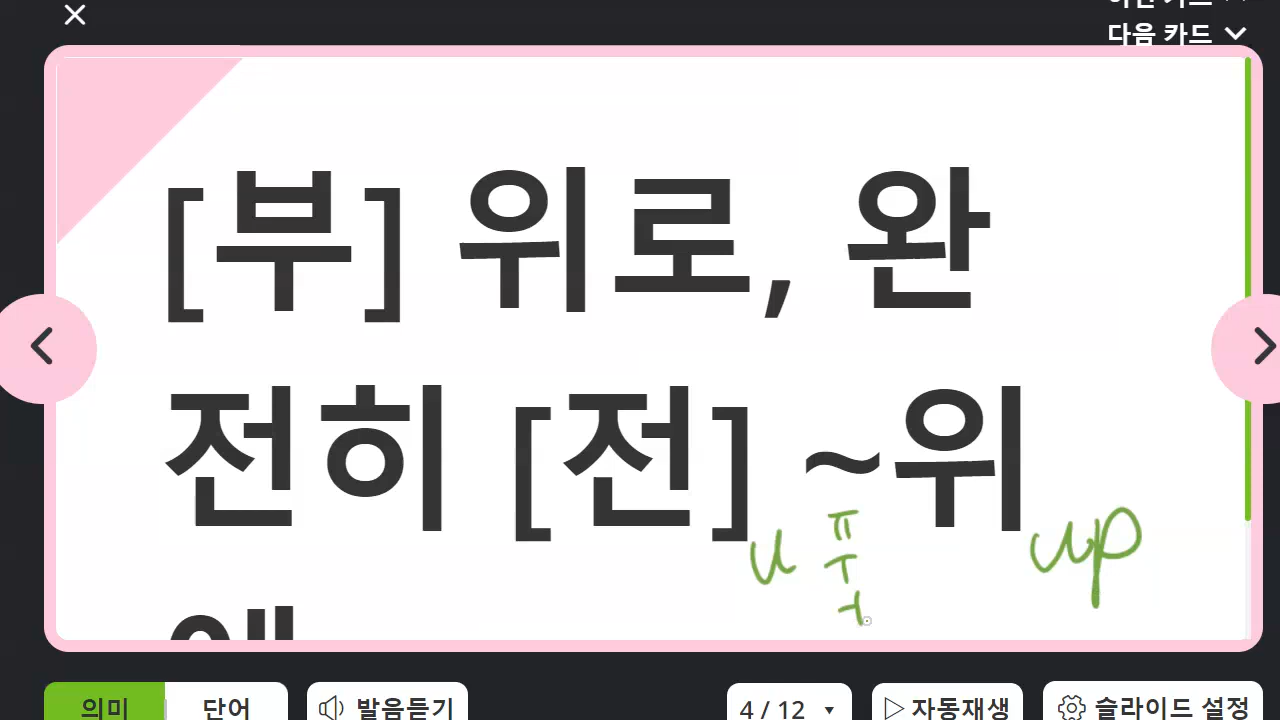 다음 카드
[부] 위로, 완
전히 [전] ~위
u ㅠ up
ㅜ
ㅓ
의미 단어 발음듣기 4 / 12 자동재생 슬라이드 설정